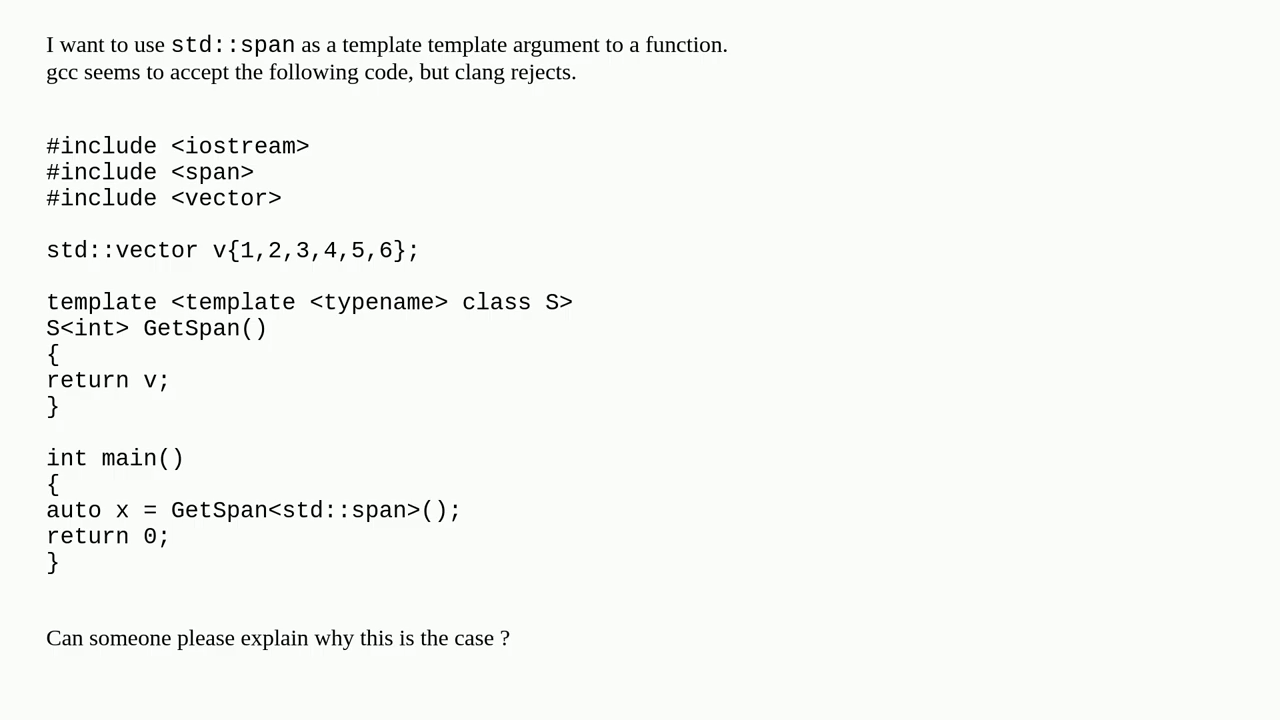 I want to use std::span as a template template argument to a function.
gcc seems to accept the following code, but clang rejects.
#include <iostream>
#include <span>
#include <vector>
std::vector v{1,2,3,4,5,6};
template <template <typename> class S>
S<int> GetSpan()
{
return v;
}
int main()
{
auto x = GetSpan<std::span>();
return 0;
}
Can someone please explain why this is the case ?